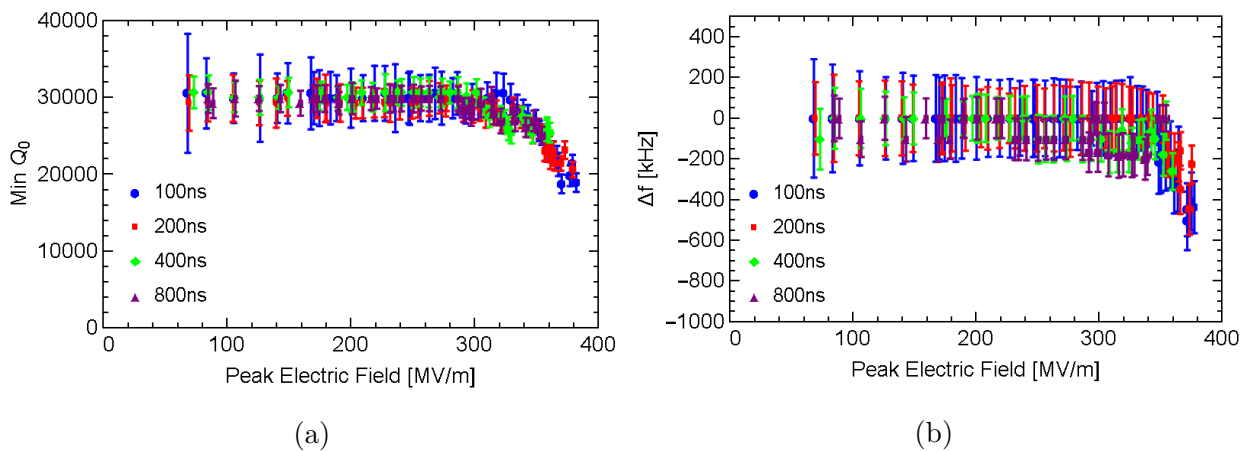 40000
30000
20000
10000
0
Min Q0
100ns
200ns
400ns
800ns
0
100
200
300
400
Peak Electric Field [MV/m]
(a)
400
200
0
−200
−400
−600
−800
−1000
Δf [kHz]
100ns
200ns
400ns
800ns
0
100
200
300
400
Peak Electric Field [MV/m]
(b)